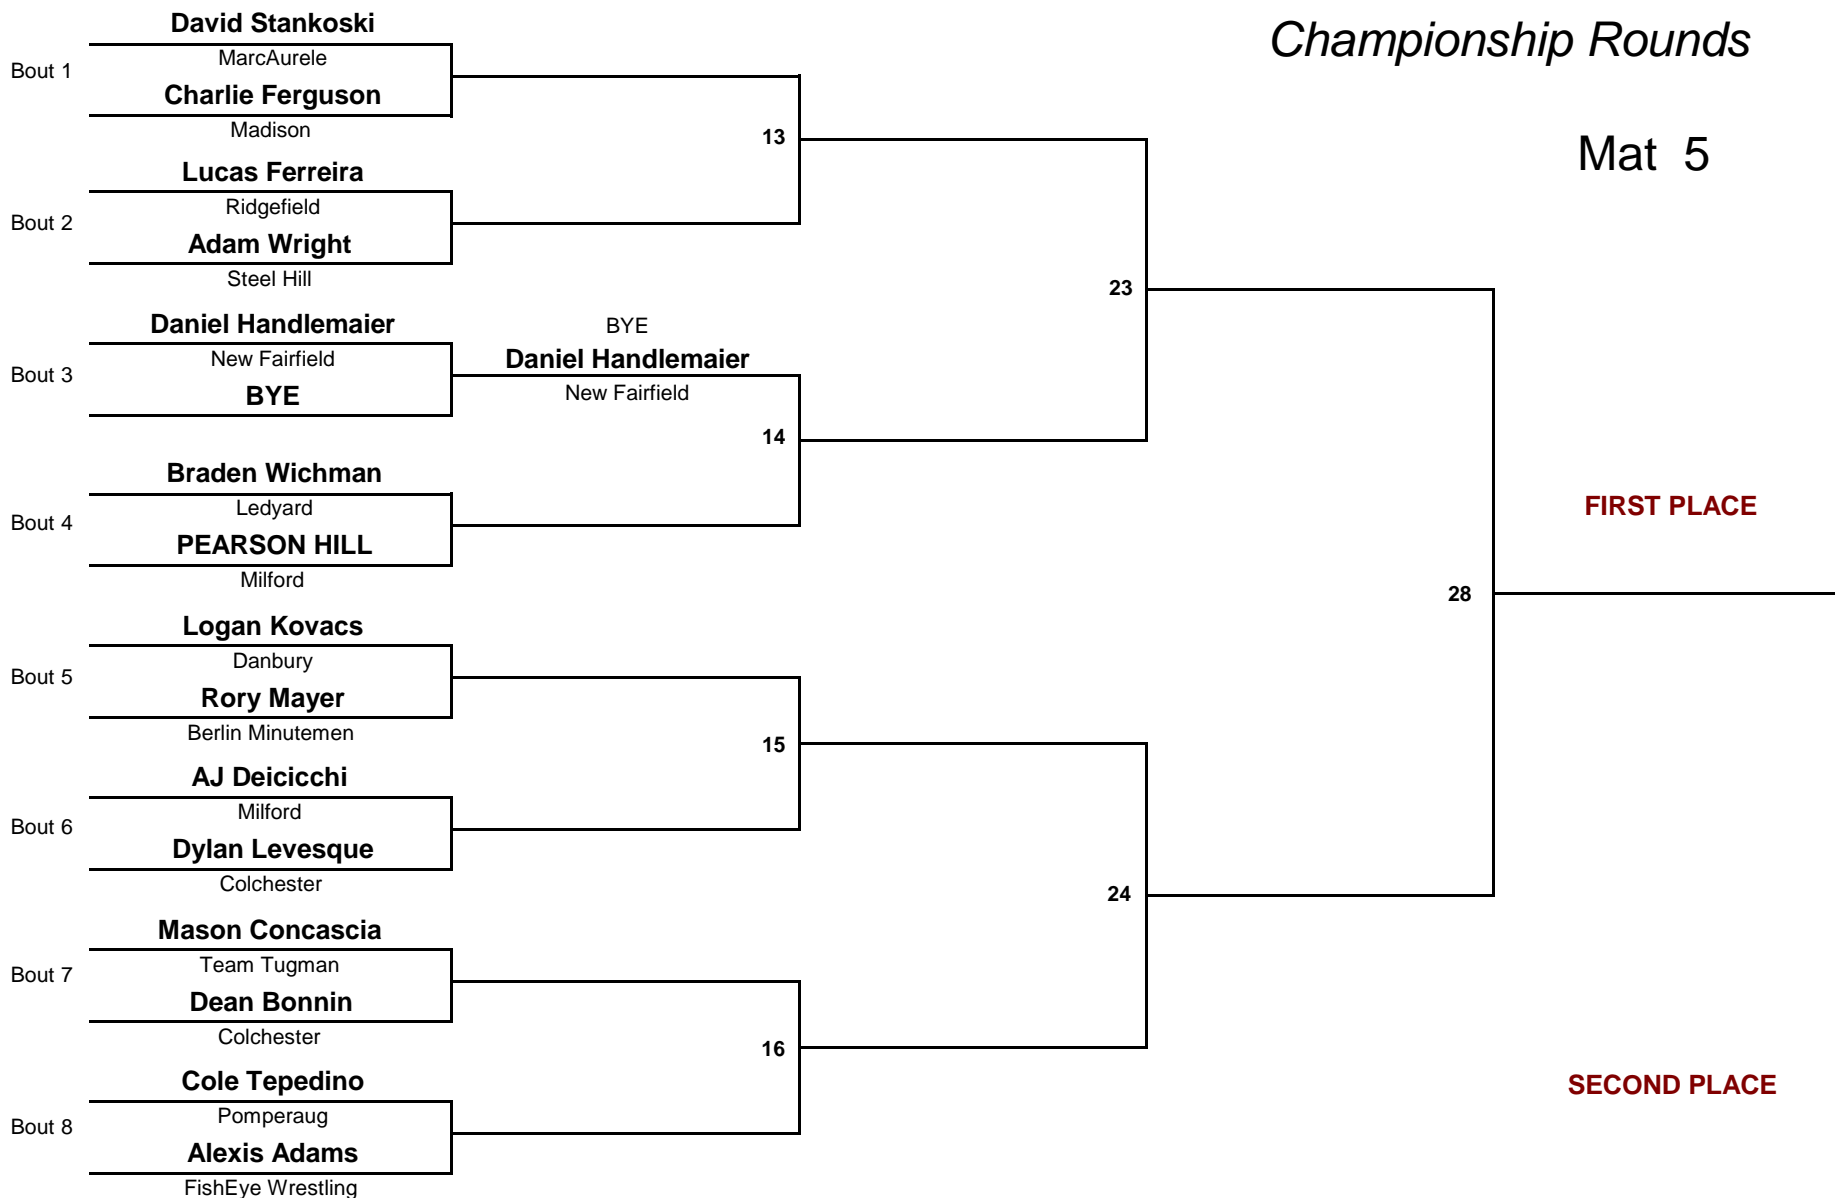 Championship Rounds
Mat 5
David Stankoski
Bout 1
MarcAurele
Charlie Ferguson
Madison
13
Lucas Ferreira
Bout 2
Ridgefield
Adam Wright
Steel Hill
23
Daniel Handlemaier
Bout 3
New Fairfield
BYE
BYE
Daniel Handlemaier
New Fairfield
14
Braden Wichman
Bout 4
Ledyard
PEARSON HILL
Milford
FIRST PLACE
28
Logan Kovacs
Bout 5
Danbury
Rory Mayer
Berlin Minutemen
15
AJ Deicicchi
Bout 6
Milford
Dylan Levesque
Colchester
24
Mason Concascia
Bout 7
Team Tugman
Dean Bonnin
Colchester
16
Cole Tepedino
Bout 8
Pomperaug
Alexis Adams
FishEye Wrestling
SECOND PLACE